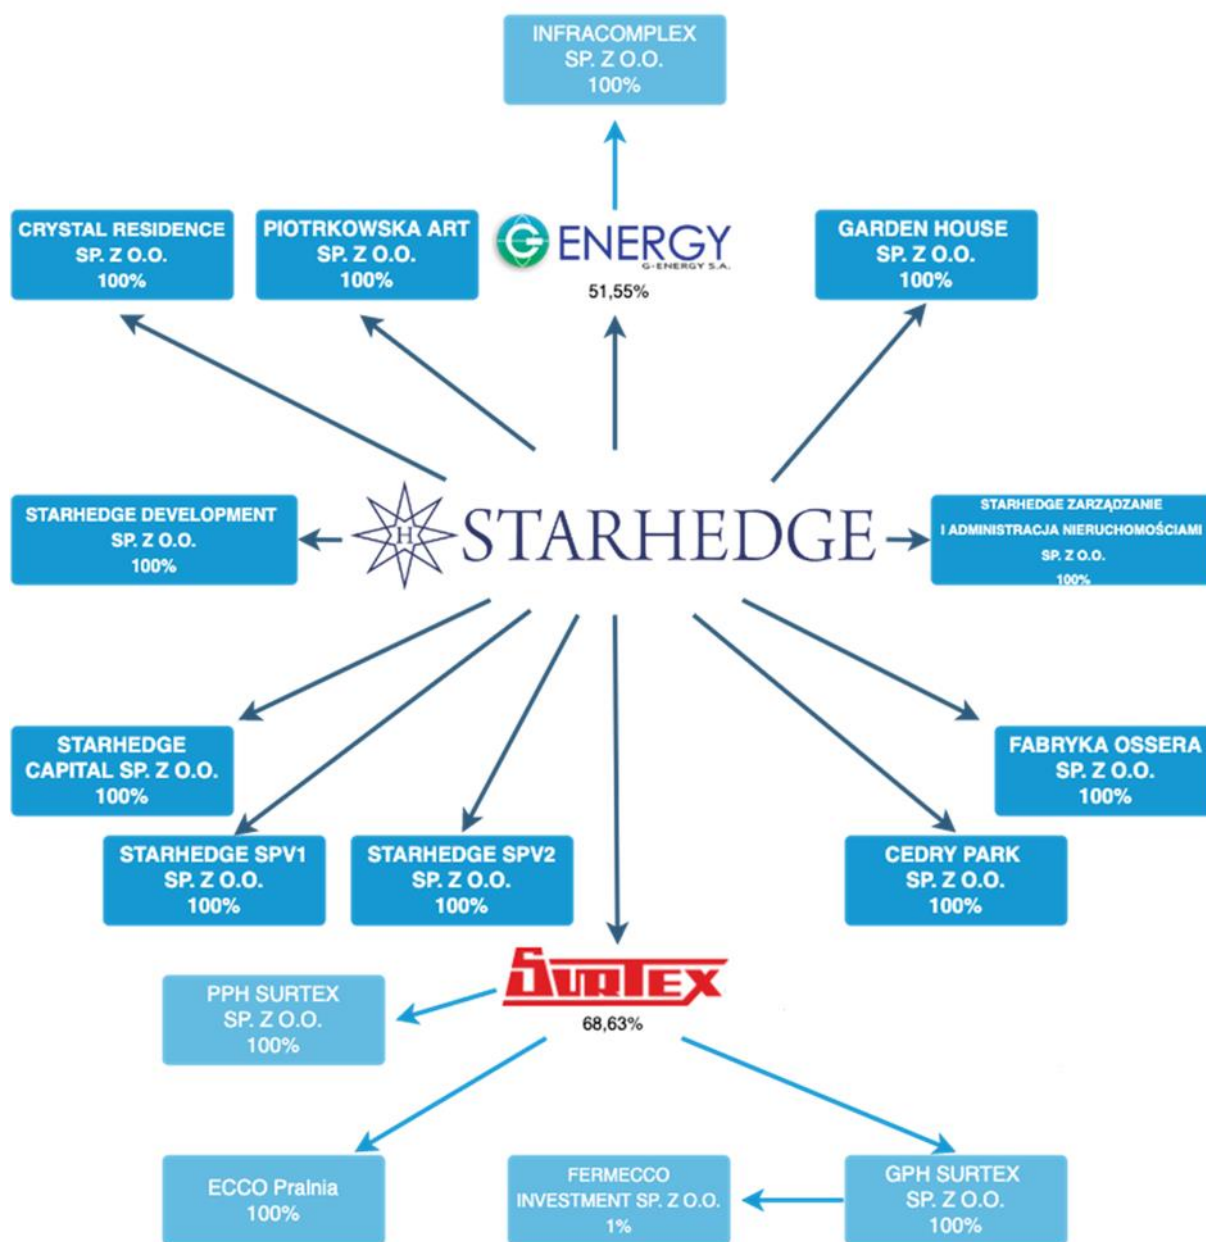 INFRACOMPLEX
SP. Z O.O.
100%
CRYSTAL RESIDENCE
SP. Z O.O.
100%
PIOTRKOWSKA ART
SP. Z O.O.
100%
G ENERGY
G-ENERGY S.A.
51,55%
GARDEN HOUSE
SP. Z O.O.
100%
STARHEDGE DEVELOPMENT
SP. Z O.O.
100%
H STARHEDGE
STARHEDGE ZARZĄDZANIE
I ADMINISTRACJA NIERUCHOMOŚCIAMI
SP. Z O.O.
100%
STARHEDGE
CAPITAL SP. Z O.O.
100%
FABRYKA OSSERA
SP. Z O.O.
100%
STARHEDGE SPV1
SP. Z O.O.
100%
STARHEDGE SPV2
SP. Z O.O.
100%
CEDRY PARK
SP. Z O.O.
100%
SURTEX
68,63%
PPH SURTEX
SP. Z O.O.
100%
ECCO Pralnia
100%
FERMECCO
INVESTMENT SP. Z O.O.
1%
GPH SURTEX
SP. Z O.O.
100%